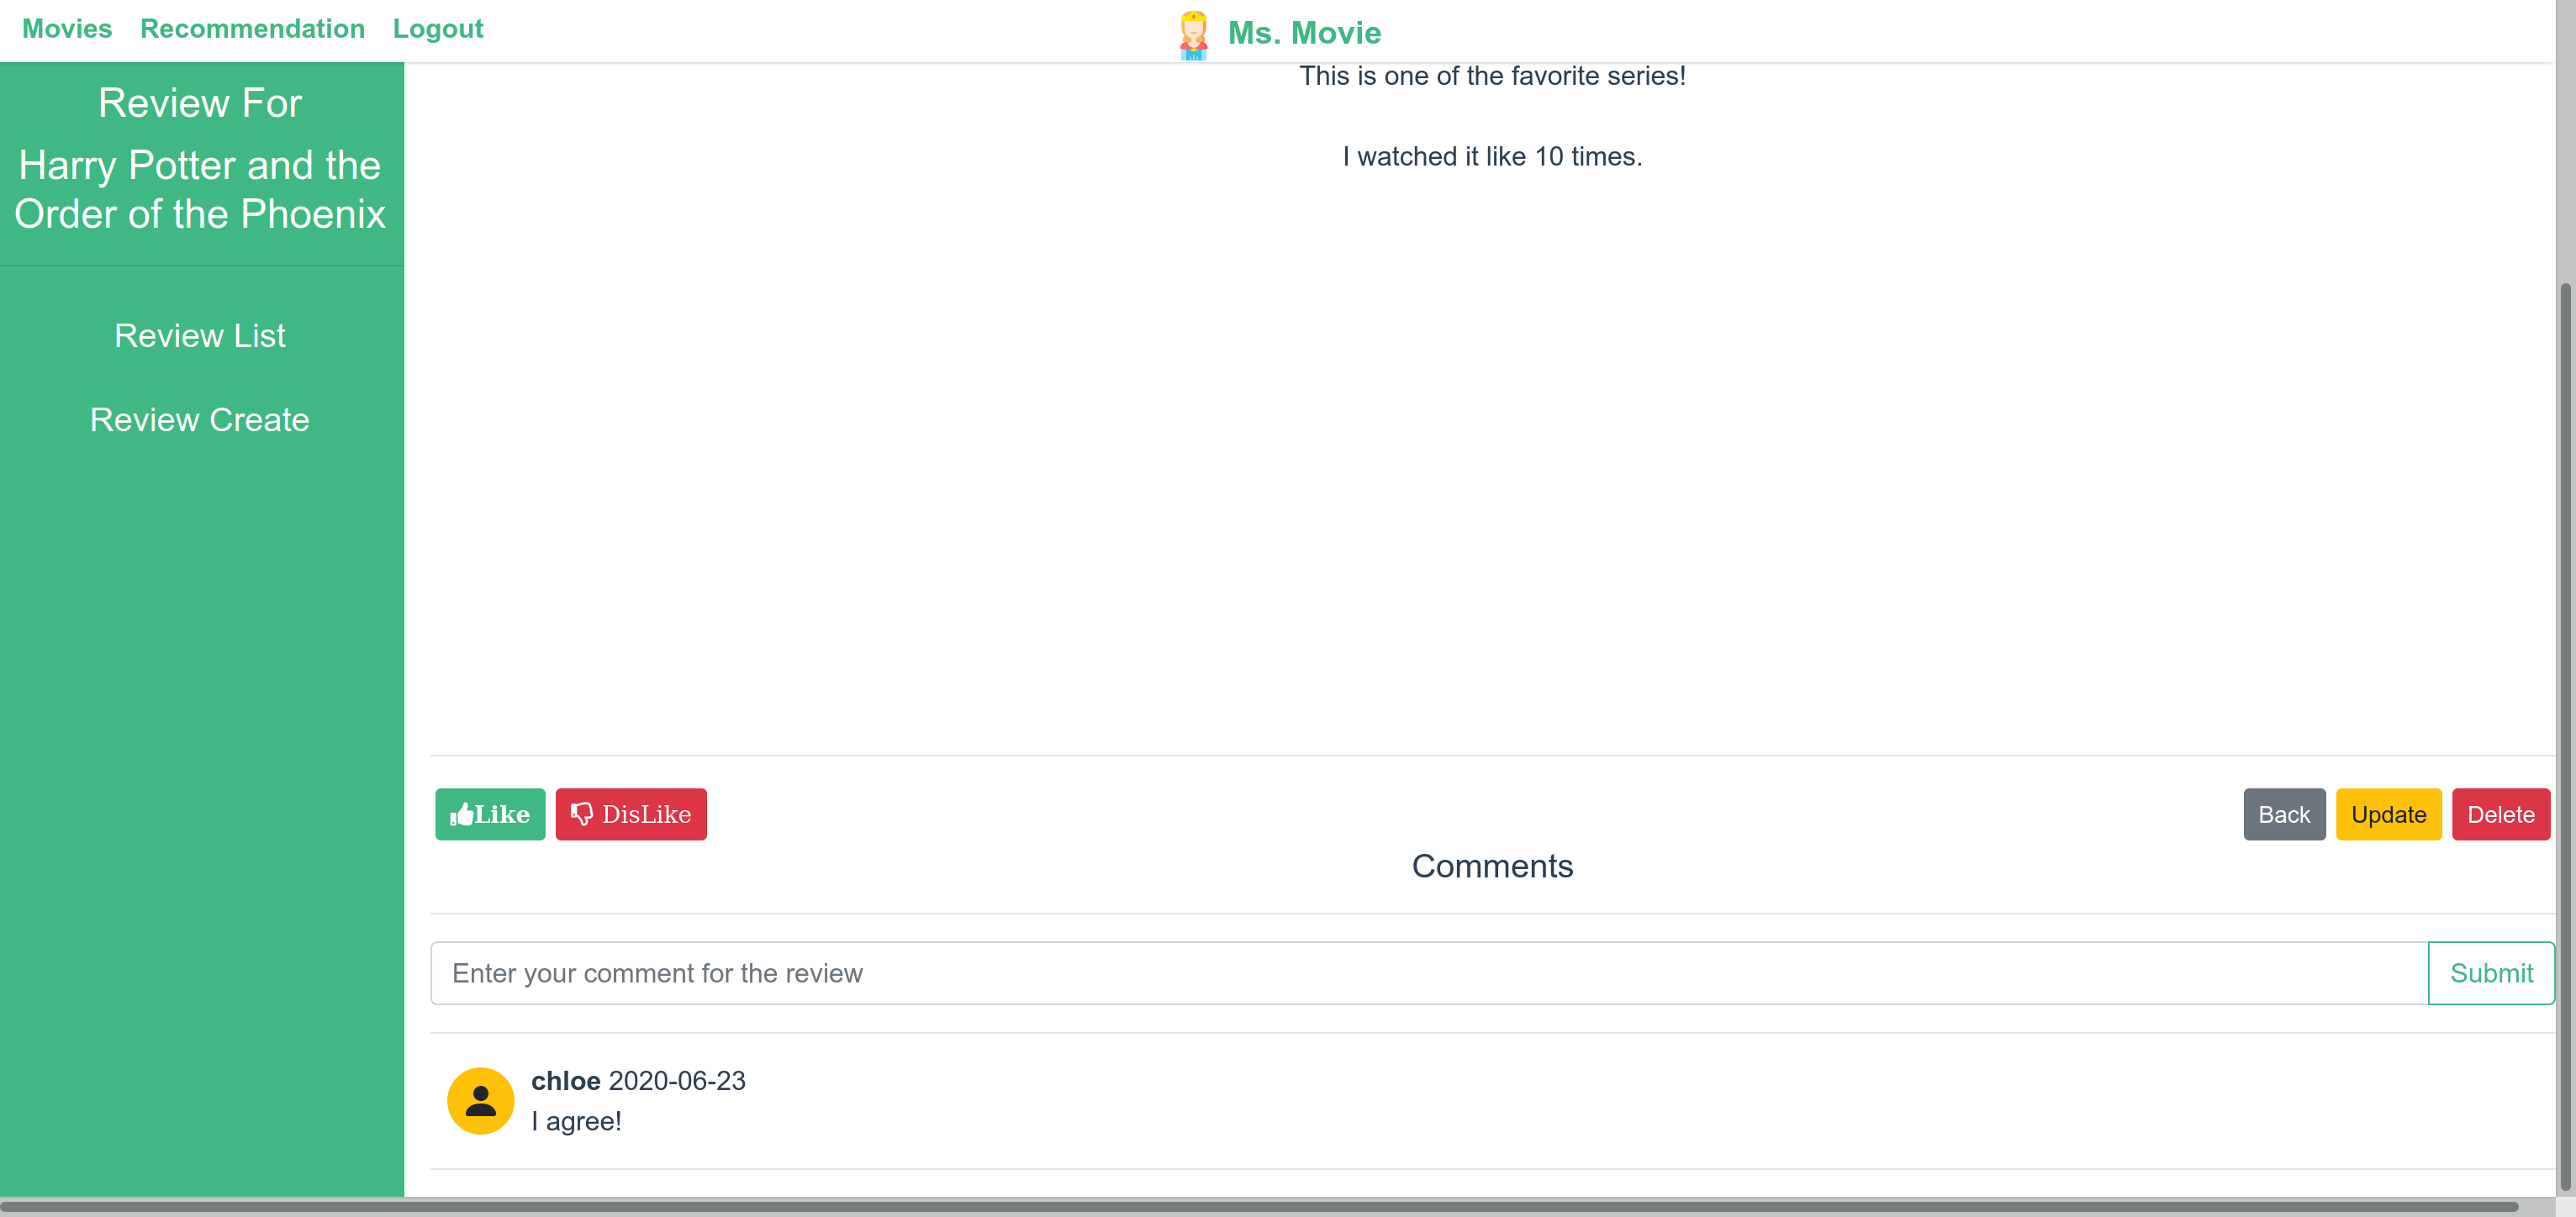 Movies Recommendation Logout
Ms. Movie
Review For
Harry Potter and the
Order of the Phoenix
Review List
Review Create
This is one of the favorite series!
I watched it like 10 times.
Like DisLike
Back Update Delete
Comments
Enter your comment for the review Submit
chloe 2020-06-23
I agree!